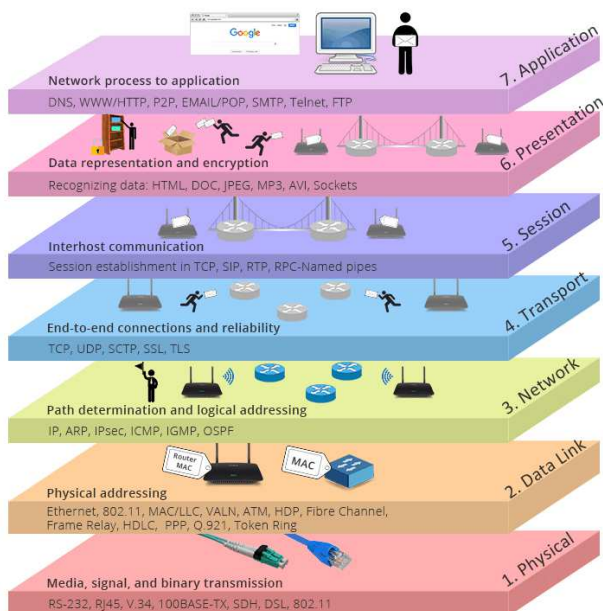 Google
7. Application
Network process to application
DNS, WWW/HTTP, P2P, EMAIL/POP, SMTP, Telnet, FTP
6. Presentation
Data representation and encryption
Recognizing data: HTML, DOC, JPEG, MP3, AVI, Sockets
5. Session
Interhost communication
Session establishment in TCP, SIP, RTP, RPC-Named pipes
4. Transport
End-to-end connections and reliability
TCP, UDP, SCTP, SSL, TLS
3. Network
Path determination and logical addressing
IP, ARP, IPsec, ICMP, IGMP, OSPF
2. Data Link
Router
MAC
MAC
Physical addressing
Ethernet, 802.11, MAC/LLC, VALN, ATM, HDP, Fibre Channel,
Frame Relay, HDLC, PPP, Q.921, Token Ring
1. Physical
Media, signal, and binary transmission
RS-232, RJ45, V.34, 100BASE-TX, SDH, DSL, 802.11